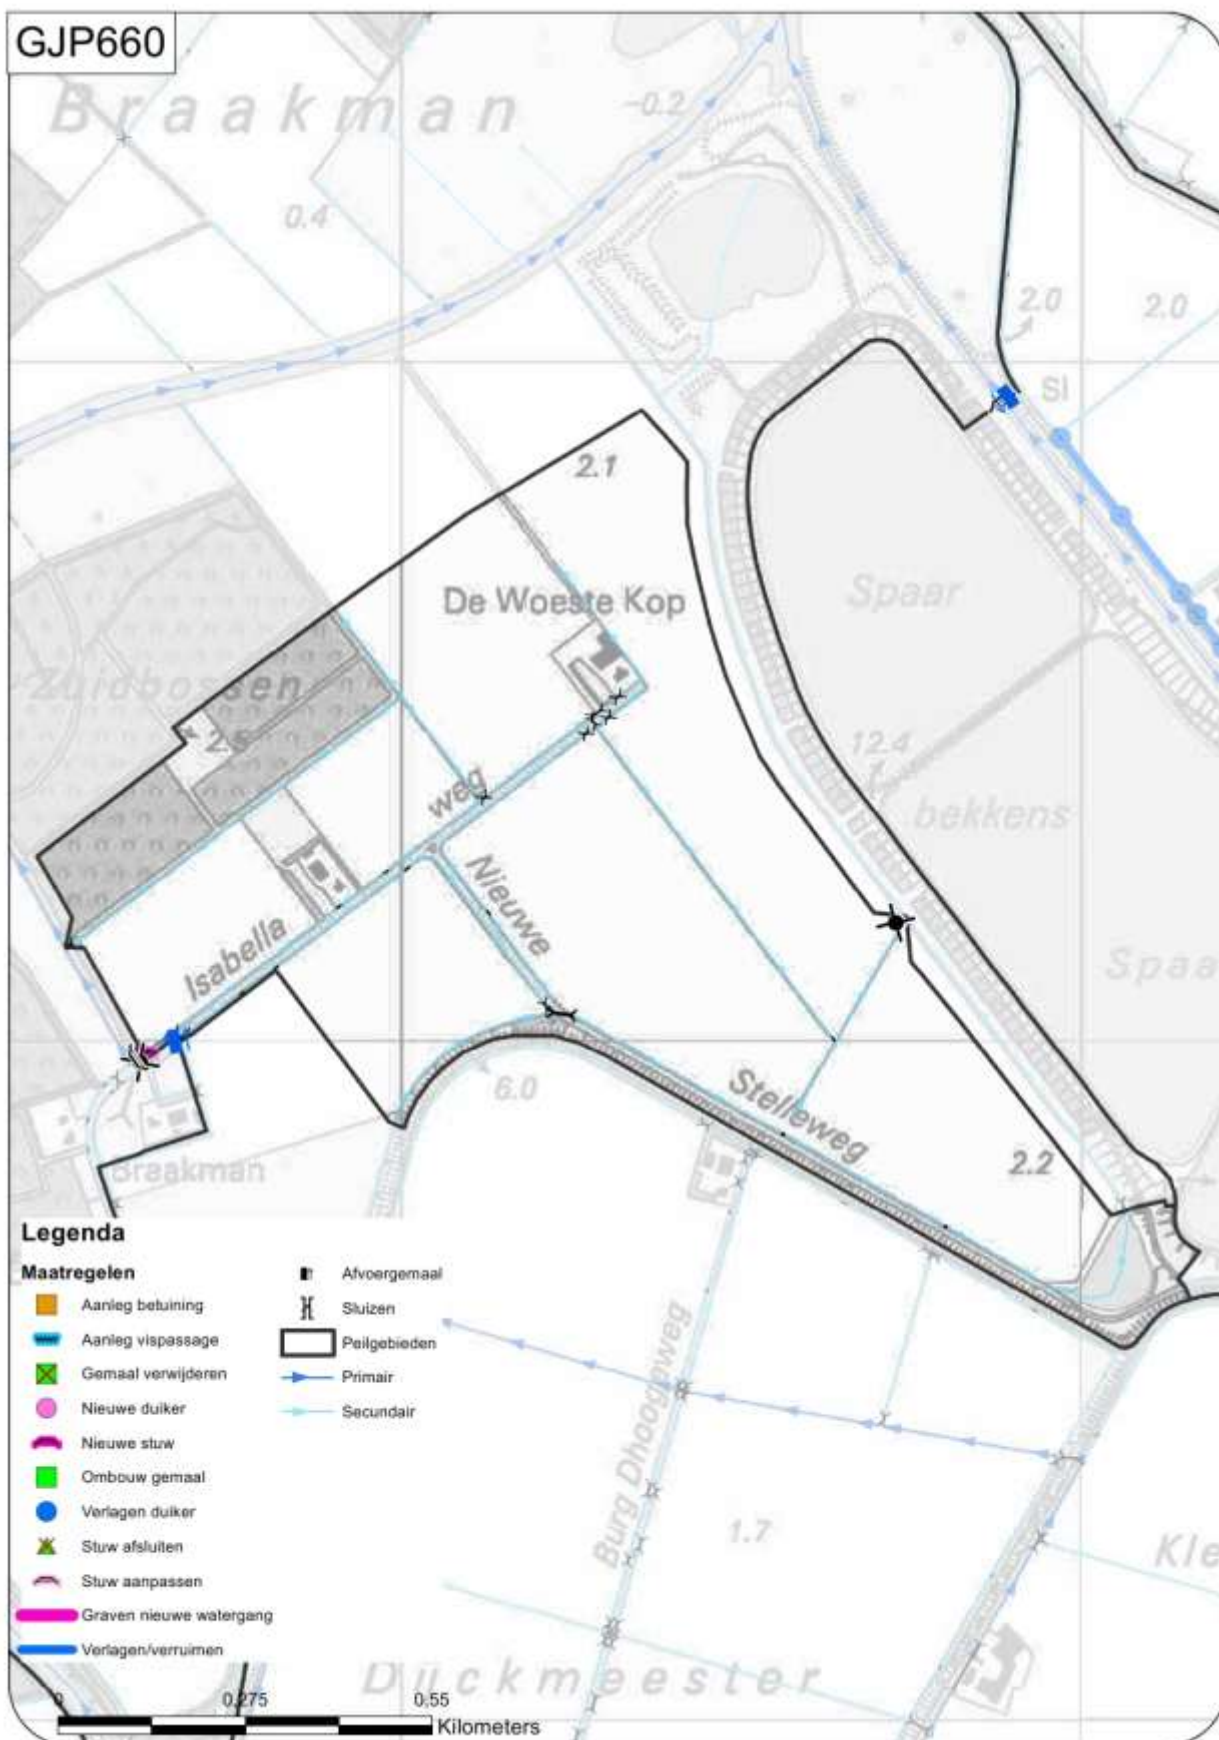 GJP660
Braakman
-0.2
0.4
2.0
2.0
Sl
2.1
De Woeste Kop
Spaar
Zuidbossen
2.5
12.4
weg
bekkens
Nieuwe
Isabella
Spaa
6.0
Stelleweg
2.2
Braakman
Legenda
Maatregelen
Aanleg betuining
Aanleg vispassage
Gemaal verwijderen
Nieuwe duiker
Nieuwe stuw
Ombouw gemaal
Verlagen duiker
Stuw afsluiten
Stuw aanpassen
Graven nieuwe watergang
Verlagen/verruimen
Afvoergemaal
Sluizen
Peilgebieden
Primair
Secundair
Burg Dhoogeweg
1.7
Kle
Dijckmeester
0 0,275 0,55
Kilometers